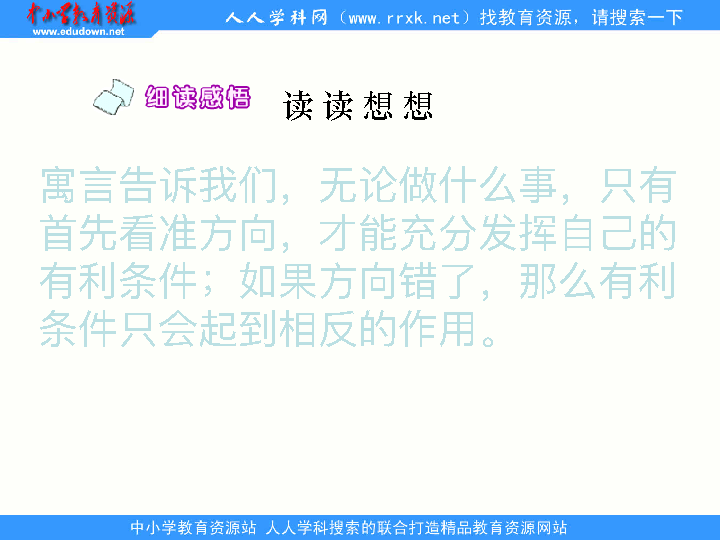 中小学教育资源
www.edudown.net
人人学科网（www.rrxk.net）找教育资源，请搜索一下
细读感悟
读读想想
寓言告诉我们，无论做什么事，只有
首先看准方向，才能充分发挥自己的
有利条件；如果方向错了，那么有利
条件只会起到相反的作用。
中小学教育资源站 人人学科搜索的联合打造精品教育资源网站